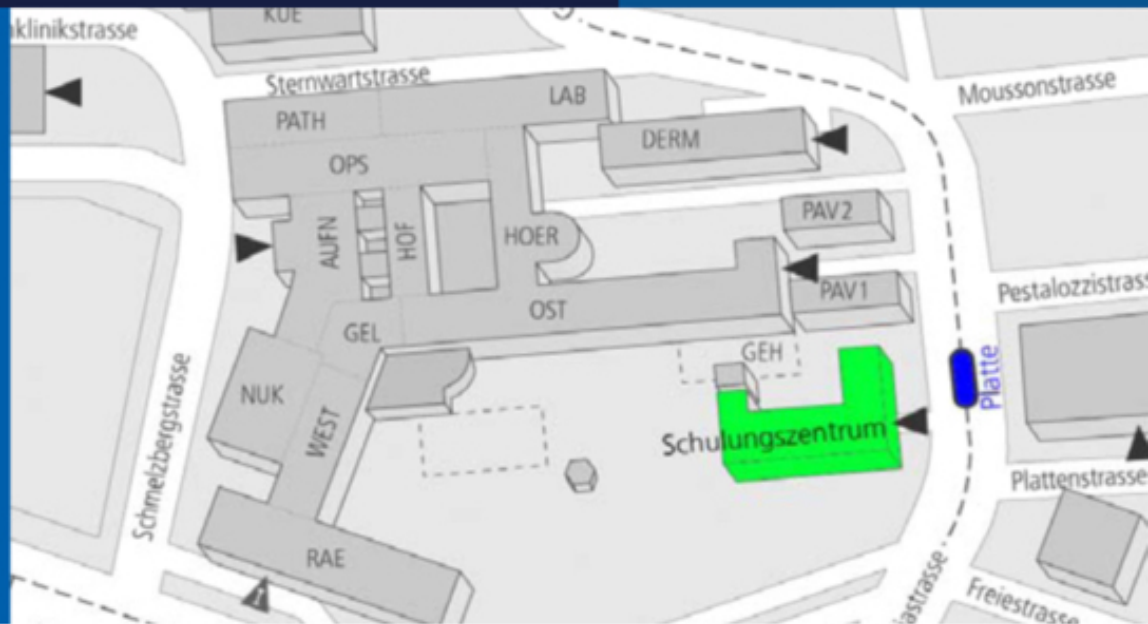 KUE
Sternwartstrasse
Moussonstrasse
LAB
PATH
DERM
OPS
PAV2
AUFN
HOF
HOER
Pestalozzistrass
PAV1
OST
GEL
GEH
Platte
NUK
WEST
Schulungszentrum
Schmelzbergstrasse
Plattenstrasse
RAE
Freiestrasse